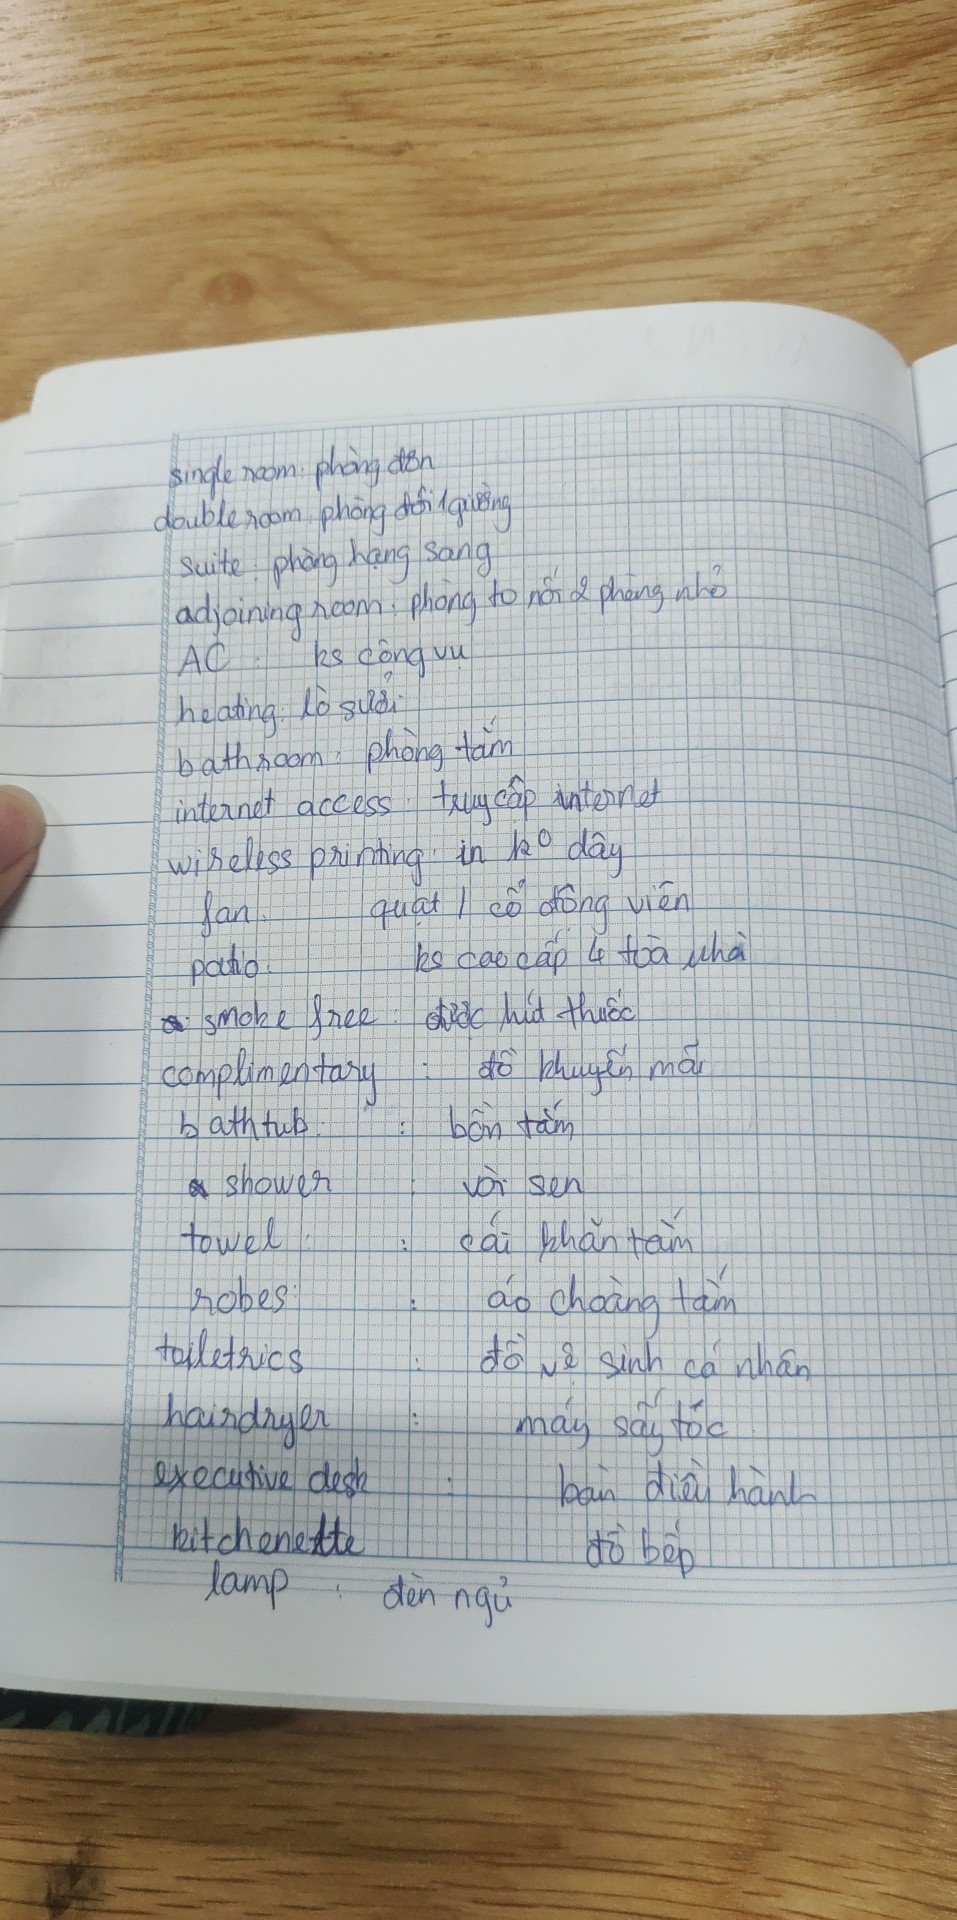 single room: phòng đơn
double room: phòng đôi 1 giường
suite: phòng hạng sang
adjoining room: phòng to nối 2 phòng nhỏ
AC: ks công vụ
heating: lò sưởi
bathroom: phòng tắm
internet access: truy cập internet
wireless printing: in ko dây
fan: quạt / cổ động viên
patio: ks cao cấp 4 toà nhà
smoke free: được hút thuốc
complimentary: đồ khuyến mãi
bathtub: bồn tắm
shower: vòi sen
towel: cái khăn tắm
robes: áo choàng tắm
toiletrics: đồ vệ sinh cá nhân
hairdryer: máy sấy tóc
executive desk: bàn điều hành
kitchenette đồ bếp
lamp: đèn ngủ